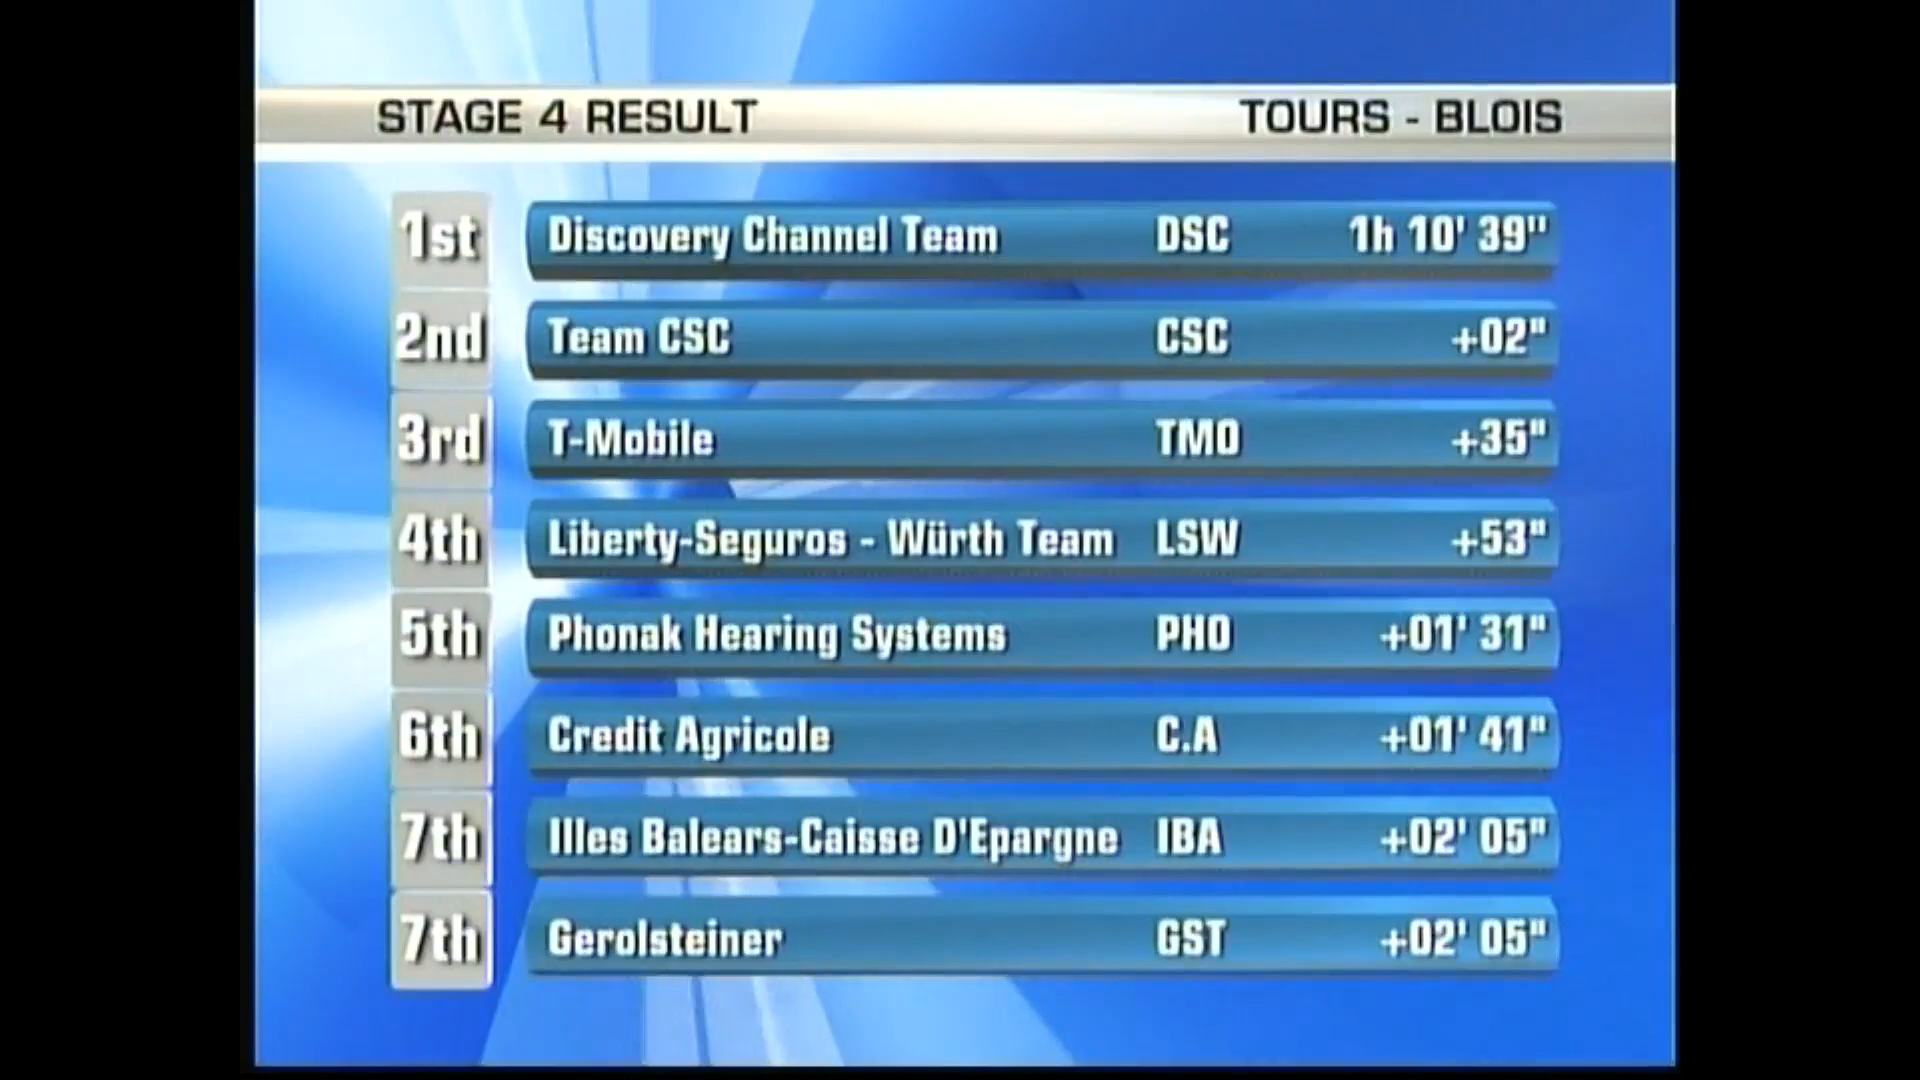 STAGE 4 RESULT TOURS - BLOIS
1st Discovery Channel Team DSC 1h 10' 39"
2nd Team CSC CSC +02"
3rd T-Mobile TMO +35"
4th Liberty-Seguros - Würth Team LSW +53"
5th Phonak Hearing Systems PHO +01' 31"
6th Credit Agricole C.A +01' 41"
7th Illes Balears-Caisse D'Epargne IBA +02' 05"
7th Gerolsteiner GST +02' 05"